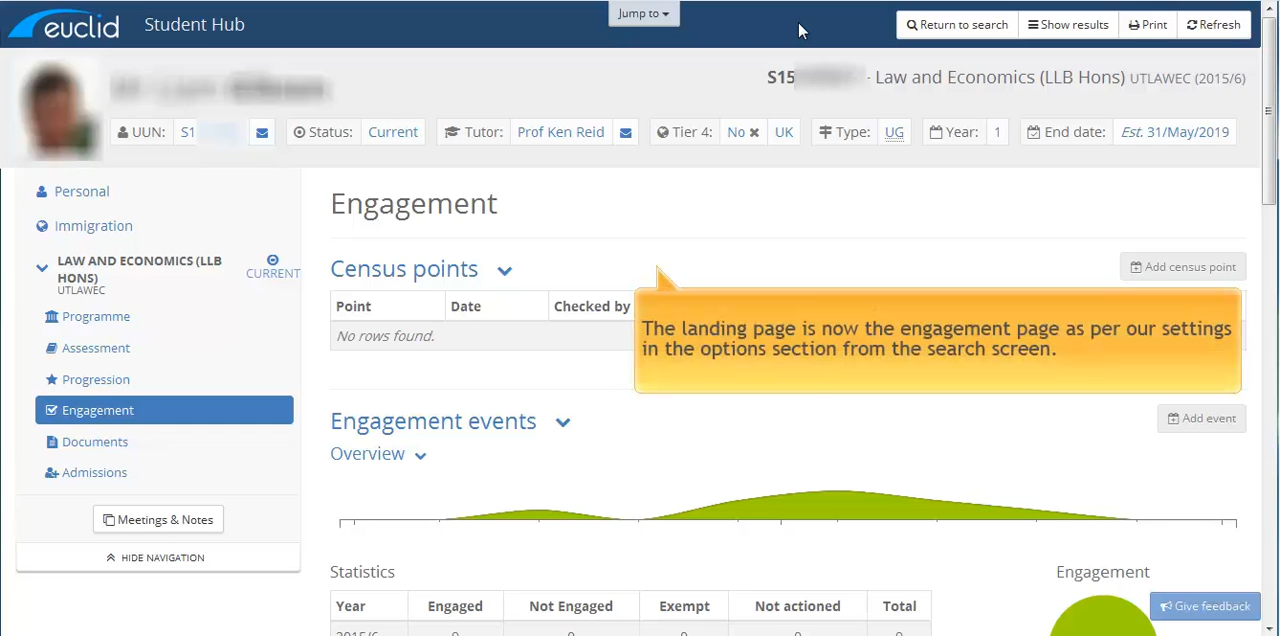 euclid Student Hub Jump to Return to search Show results Print Refresh
S15 - Law and Economics (LLB Hons) UTLAWEC (2015/6)
UUN: S1 Status: Current Tutor: Prof Ken Reid Tier 4: No UK Type: UG Year: 1 End date: Est. 31/May/2019
Personal
Immigration
LAW AND ECONOMICS (LLB HONS)
UTLAWEC
CURRENT
Programme
Assessment
Progression
Engagement
Documents
Admissions
Meetings & Notes
HIDE NAVIGATION
Engagement
Census points
Add census point
Point Date Checked by
No rows found.
The landing page is now the engagement page as per our settings
in the options section from the search screen.
Engagement events
Add event
Overview
Statistics
Engagement
Year Engaged Not Engaged Exempt Not actioned Total
2015/6 0 0 0 0 0
Give feedback